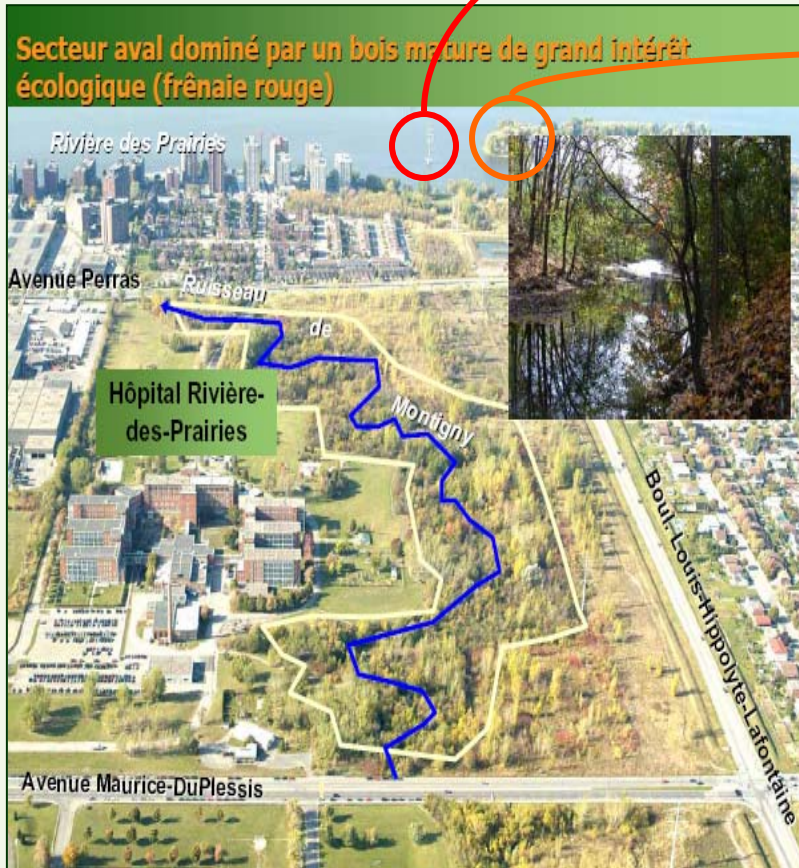 Secteur aval dominé par un bois mature de grand intérêt
écologique (frênaie rouge)
Rivière des Prairies
Avenue Perras
Ruisseau
de
Montigny
Hôpital Rivière-
des-Prairies
Boul. Louis-Hippolyte-Lafontaine
Avenue Maurice-DuPlessis